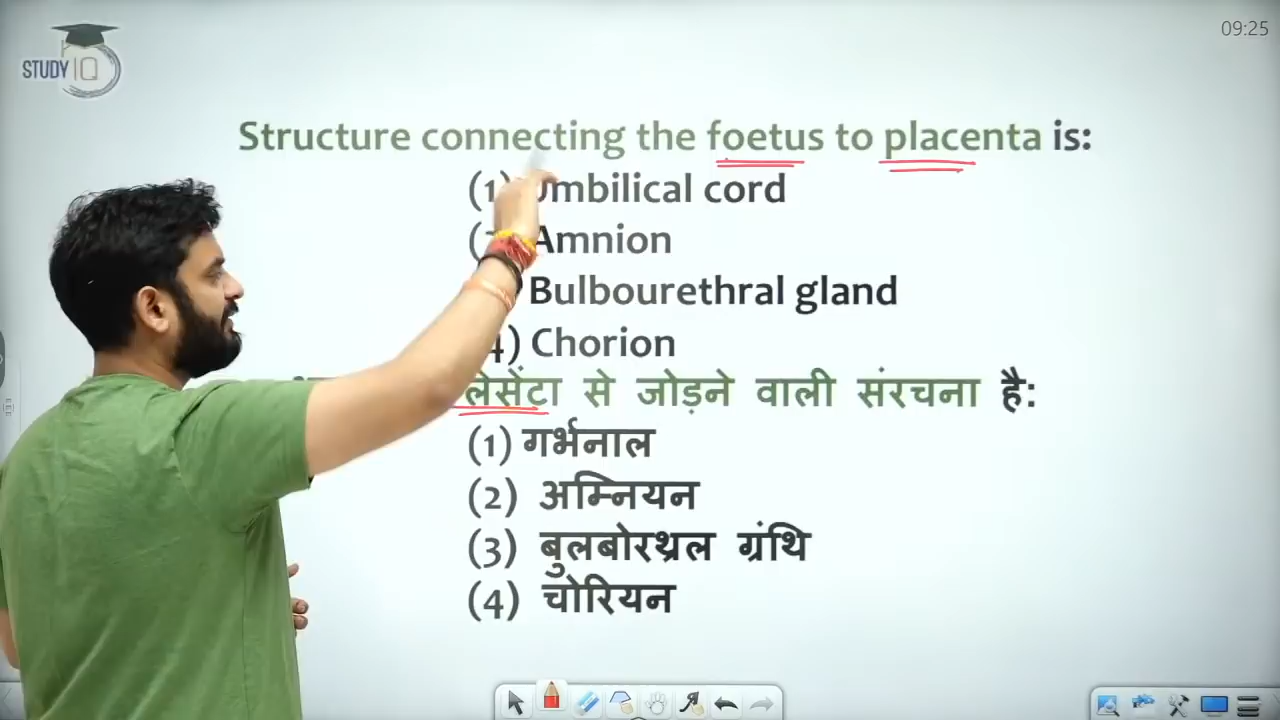 STUDY IQ
09:25
Structure connecting the foetus to placenta is:
(1) Umbilical cord
Amnion
Bulbourethral gland
4) Chorion
से जोड़ने वाली संरचना है:
(1) गर्भनाल
(2) अम्नियन
(3) बुलबोरथ्रल ग्रंथि
(4) चोरियन